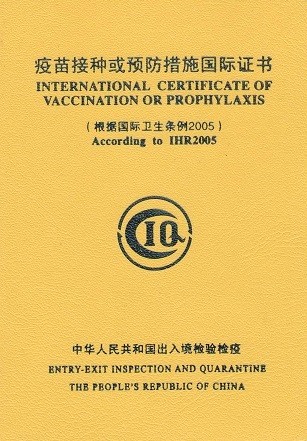 疫苗接种或预防措施国际证书
INTERNATIONAL CERTIFICATE OF
VACCINATION OR PROPHYLAXIS
（根据国际卫生条例2005）
According to IHR2005
CIQ
中华人民共和国出入境检验检疫
ENTRY-EXIT INSPECTION AND QUARANTiNE
THE PEOPLE'S REPUBLIC OF CHINA